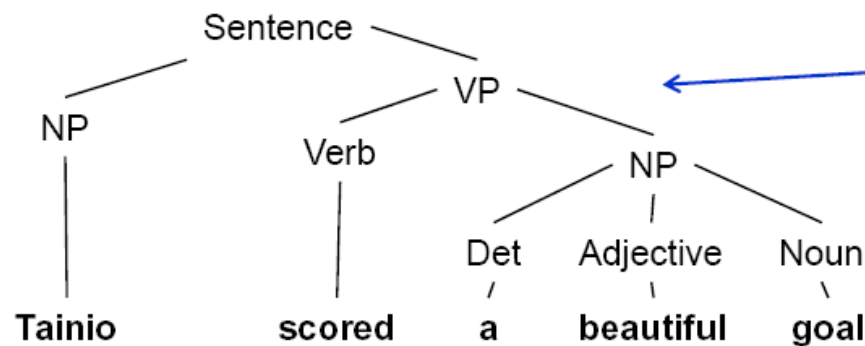 Sentence
VP
NP
Verb
NP
Det Adjective Noun
Tainio scored a beautiful goal